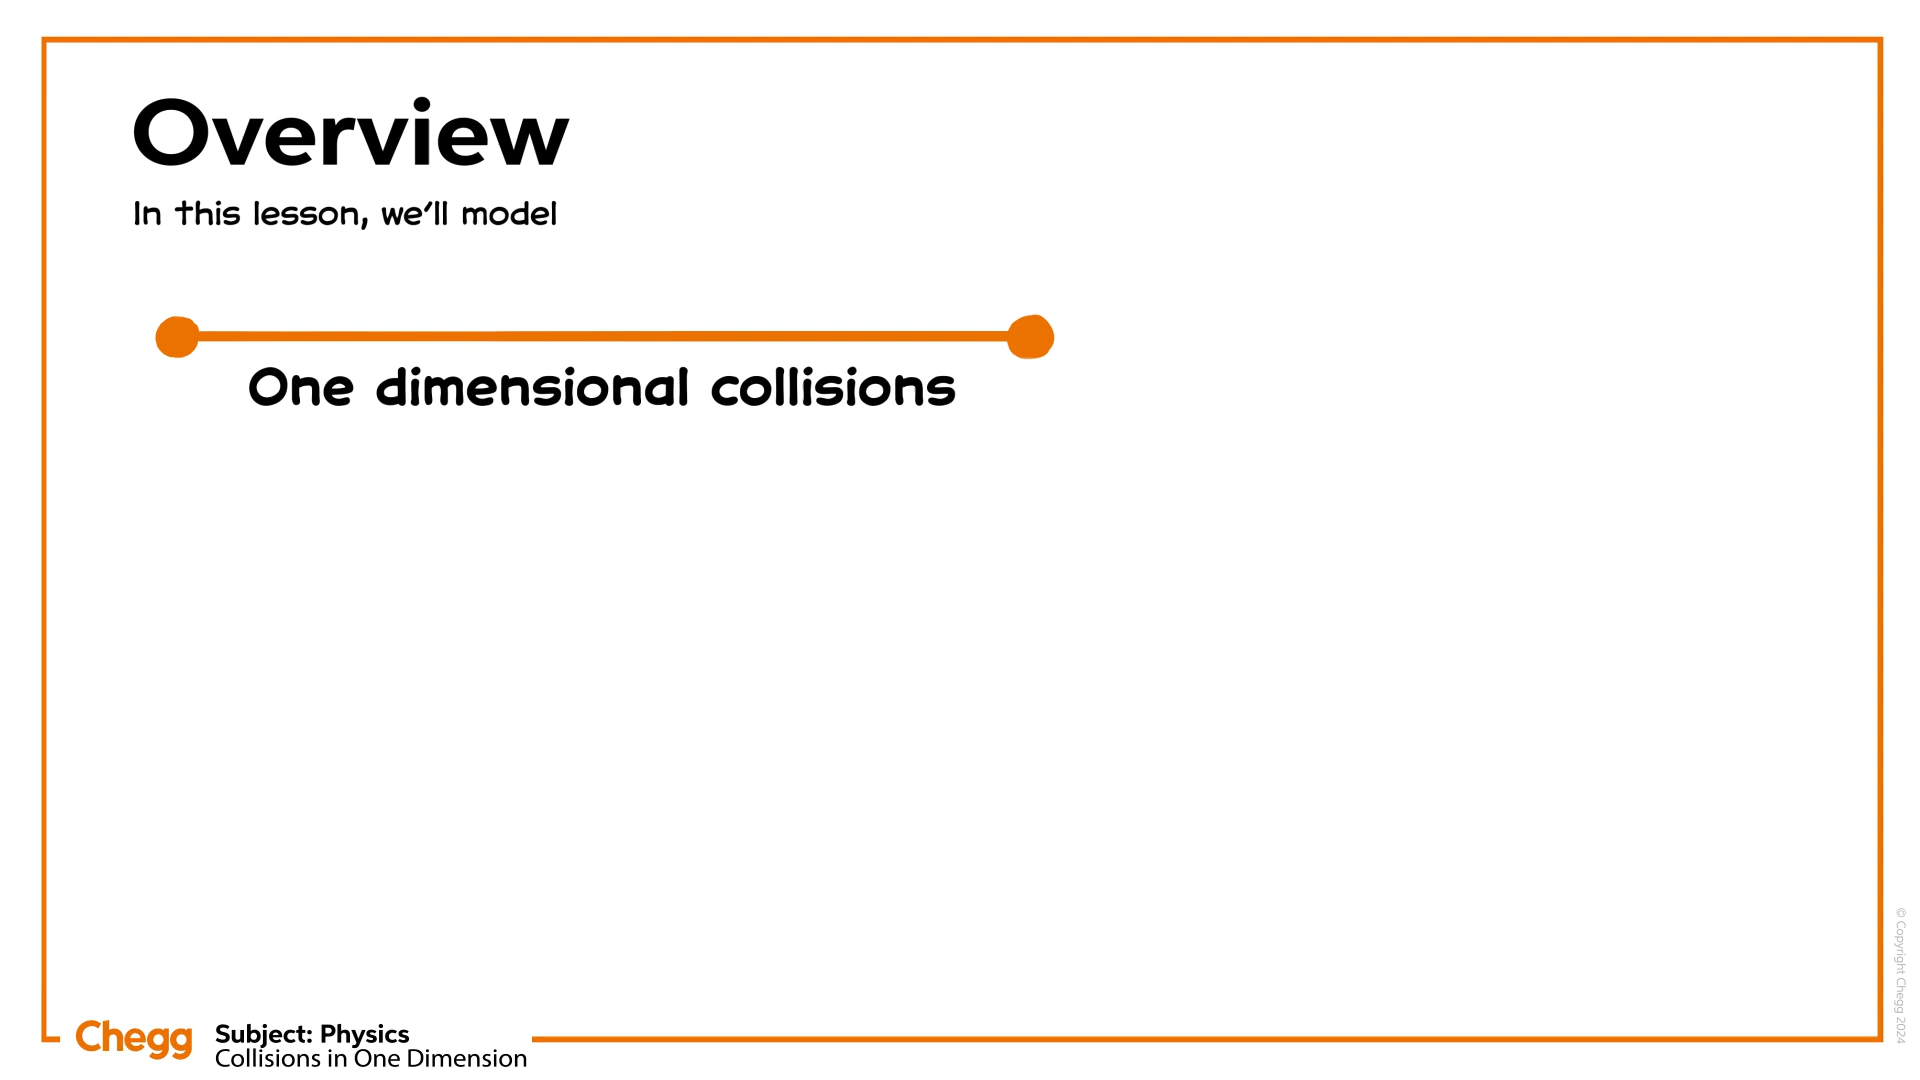 Overview
In this lesson, we'll model
One dimensional collisions
Chegg
Subject: Physics
Collisions in One Dimension
© Copyright Chegg 2024